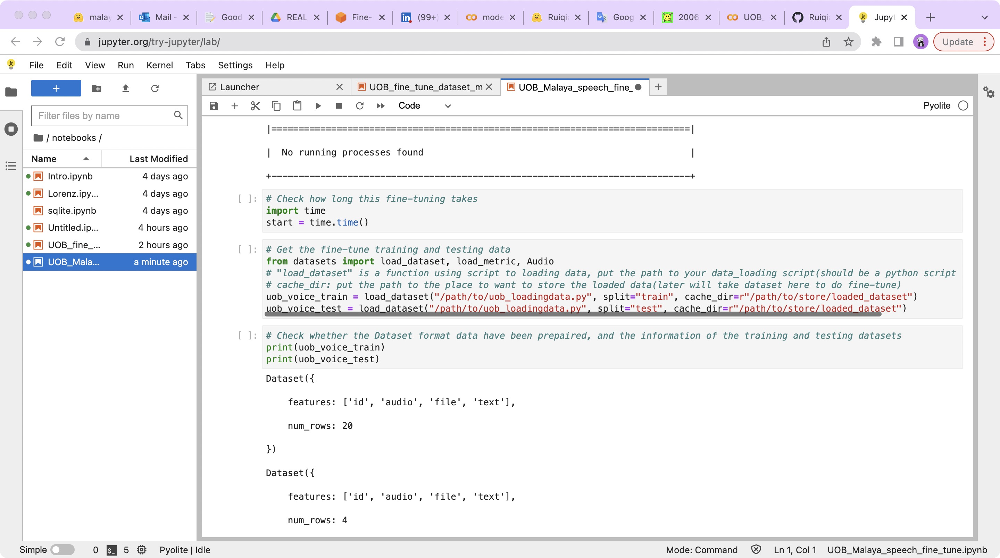 malay
Mail -
Good
REAL
Fine-
(99+)
mode
Ruiqi
Goog
2006
UOB_
Ruiqi
Jupyt
jupyter.org/try-jupyter/lab/
Update
File Edit View Run Kernel Tabs Settings Help
+
Filter files by name
/ notebooks /
Name Last Modified
Intro.ipynb 4 days ago
Lorenz.ipy... 4 days ago
sqlite.ipynb 4 days ago
Untitled.ip... 4 hours ago
UOB_fine_... 2 hours ago
UOB_Mala... a minute ago
Launcher
UOB_fine_tune_dataset_m
UOB_Malaya_speech_fine_
Code
Pyolite
|=============================================================================|
| No running processes found |
+-----------------------------------------------------------------------------+
[ ]: # Check how long this fine-tuning takes
import time
start = time.time()
[ ]: # Get the fine-tune training and testing data
from datasets import load_dataset, load_metric, Audio
# "load_dataset" is a function using script to loading data, put the path to your data_loading script(should be a python script
# cache_dir: put the path to the place to want to store the loaded data(later will take dataset here to do fine-tune)
uob_voice_train = load_dataset("/path/to/uob_loadingdata.py", split="train", cache_dir=r"/path/to/store/loaded_dataset")
uob_voice_test = load_dataset("/path/to/uob_loadingdata.py", split="test", cache_dir=r"/path/to/store/loaded_dataset")
[ ]: # Check whether the Dataset format data have been prepaired, and the information of the training and testing datasets
print(uob_voice_train)
print(uob_voice_test)
Dataset({
features: ['id', 'audio', 'file', 'text'],
num_rows: 20
})
Dataset({
features: ['id', 'audio', 'file', 'text'],
num_rows: 4
Simple 0 $_ 5 Pyolite | Idle
Mode: Command Ln 1, Col 1 UOB_Malaya_speech_fine_tune.ipynb